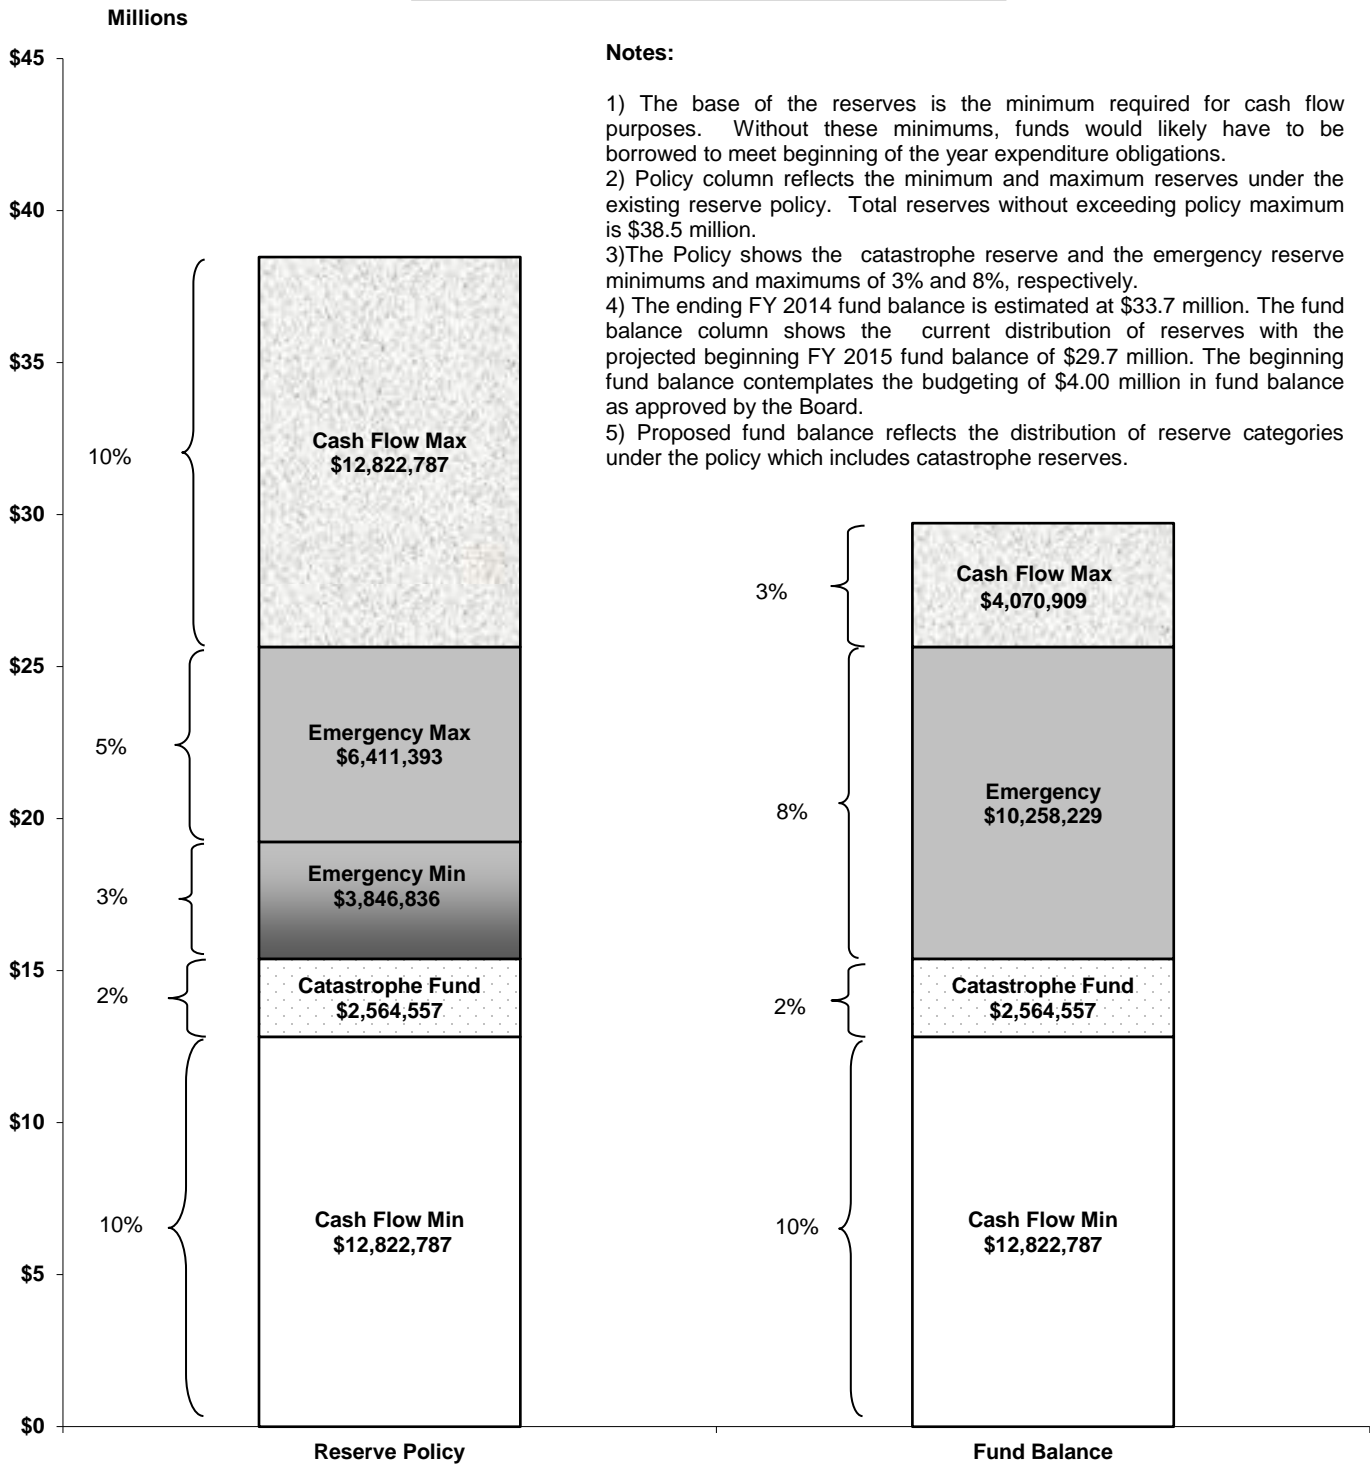 Millions
$45
$40
$35
$30
$25
$20
$15
$10
$5
$0
Notes:
1) The base of the reserves is the minimum required for cash flow
purposes. Without these minimums, funds would likely have to be
borrowed to meet beginning of the year expenditure obligations.
2) Policy column reflects the minimum and maximum reserves under the
existing reserve policy. Total reserves without exceeding policy maximum
is $38.5 million.
3)The Policy shows the catastrophe reserve and the emergency reserve
minimums and maximums of 3% and 8%, respectively.
4) The ending FY 2014 fund balance is estimated at $33.7 million. The fund
balance column shows the current distribution of reserves with the
projected beginning FY 2015 fund balance of $29.7 million. The beginning
fund balance contemplates the budgeting of $4.00 million in fund balance
as approved by the Board.
5) Proposed fund balance reflects the distribution of reserve categories
under the policy which includes catastrophe reserves.
10%
Cash Flow Max
$12,822,787
5%
Emergency Max
$6,411,393
3%
Emergency Min
$3,846,836
2%
Catastrophe Fund
$2,564,557
10%
Cash Flow Min
$12,822,787
Reserve Policy
3%
Cash Flow Max
$4,070,909
8%
Emergency
$10,258,229
2%
Catastrophe Fund
$2,564,557
10%
Cash Flow Min
$12,822,787
Fund Balance